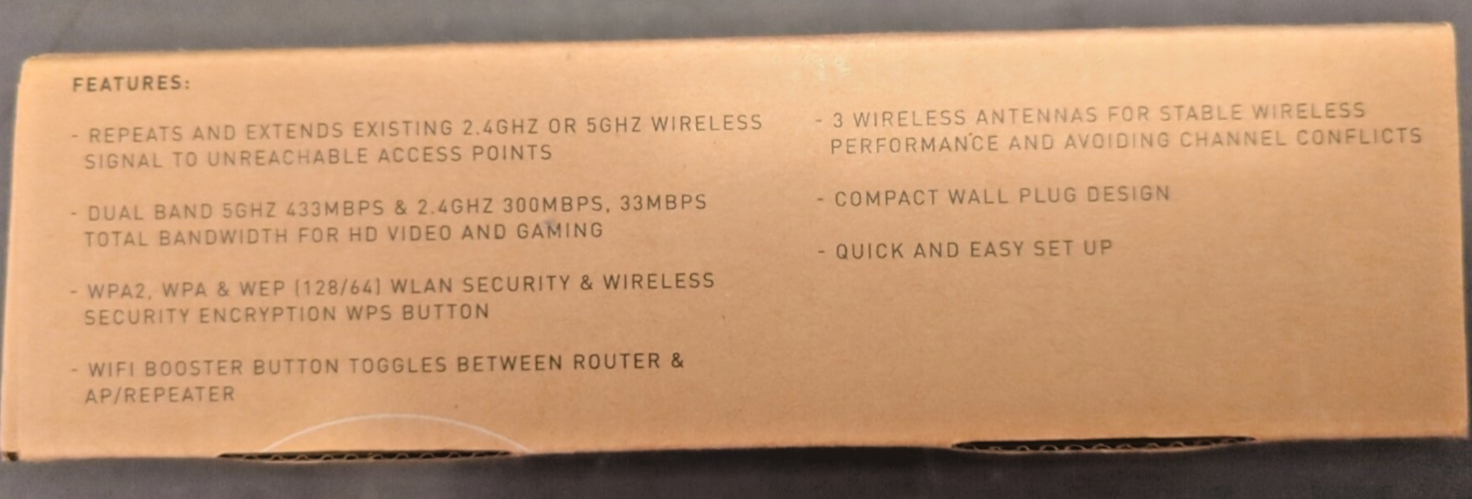 FEATURES:
- REPEATS AND EXTENDS EXISTING 2.4GHZ OR 5GHZ WIRELESS
SIGNAL TO UNREACHABLE ACCESS POINTS
- DUAL BAND 5GHZ 433MBPS & 2.4GHZ 300MBPS, 33MBPS
TOTAL BANDWIDTH FOR HD VIDEO AND GAMING
- WPA2, WPA & WEP (128/64) WLAN SECURITY & WIRELESS
SECURITY ENCRYPTION WPS BUTTON
- WIFI BOOSTER BUTTON TOGGLES BETWEEN ROUTER &
AP/REPEATER
- 3 WIRELESS ANTENNAS FOR STABLE WIRELESS
PERFORMANCE AND AVOIDING CHANNEL CONFLICTS
- COMPACT WALL PLUG DESIGN
- QUICK AND EASY SET UP